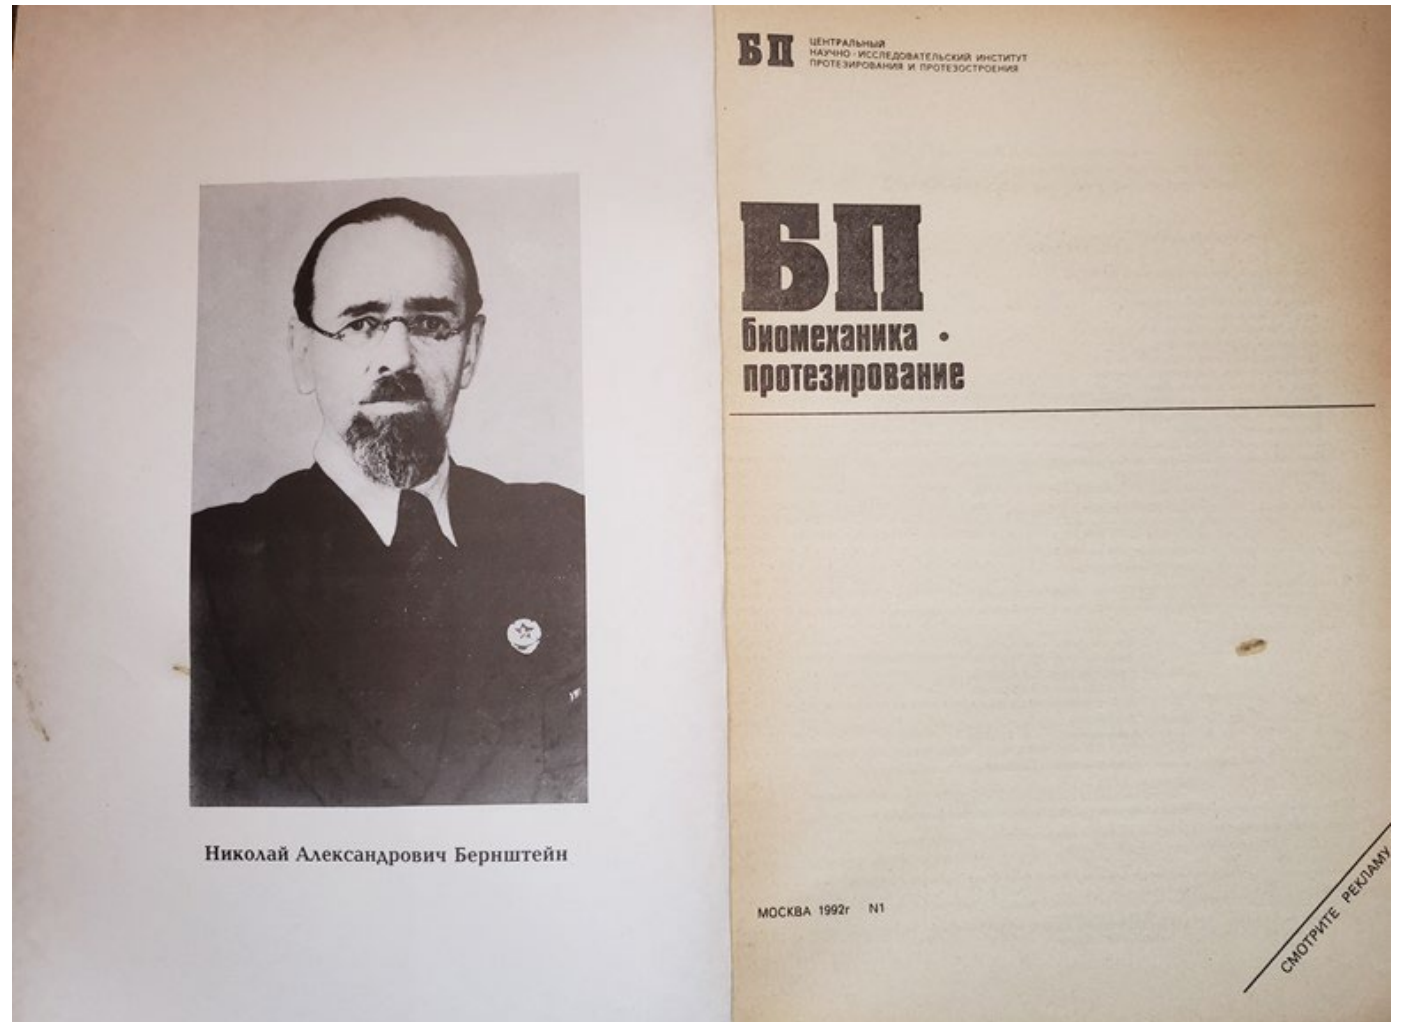 Николай Александрович Бернштейн
БП
ЦЕНТРАЛЬНЫЙ
НАУЧНО-ИССЛЕДОВАТЕЛЬСКИЙ ИНСТИТУТ
ПРОТЕЗИРОВАНИЯ И ПРОТЕЗОСТРОЕНИЯ
БП
биомеханика •
протезирование
МОСКВА 1992г N1
СМОТРИТЕ РЕКЛАМУ